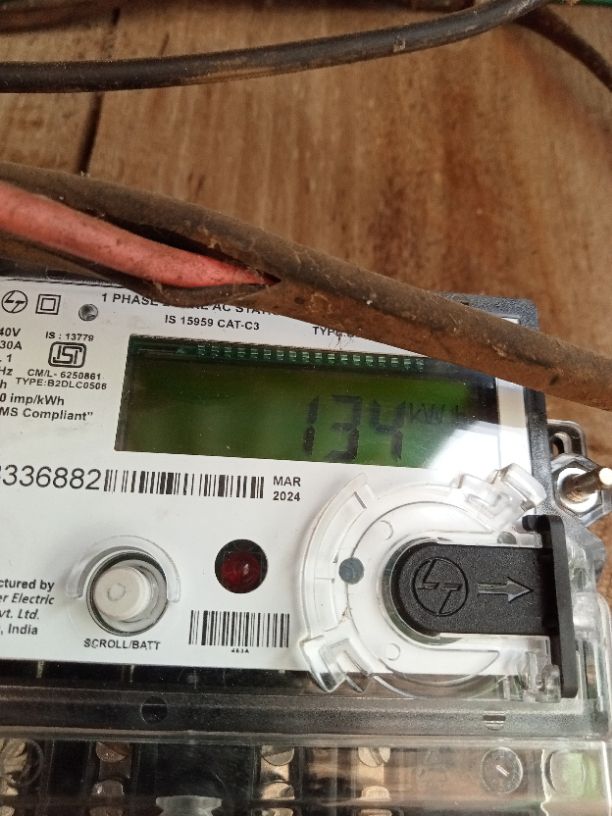 1 PHASE
IS 15959 CAT-C3
40V
30A
IS : 13779
CM/L- 6250861
TYPE:B2DLC0506
0 imp/kWh
MS Compliant"
134 kWh
336882
MAR
2024
ctured by
er Electric
vt. Ltd.
, India
SCROLL/BATT